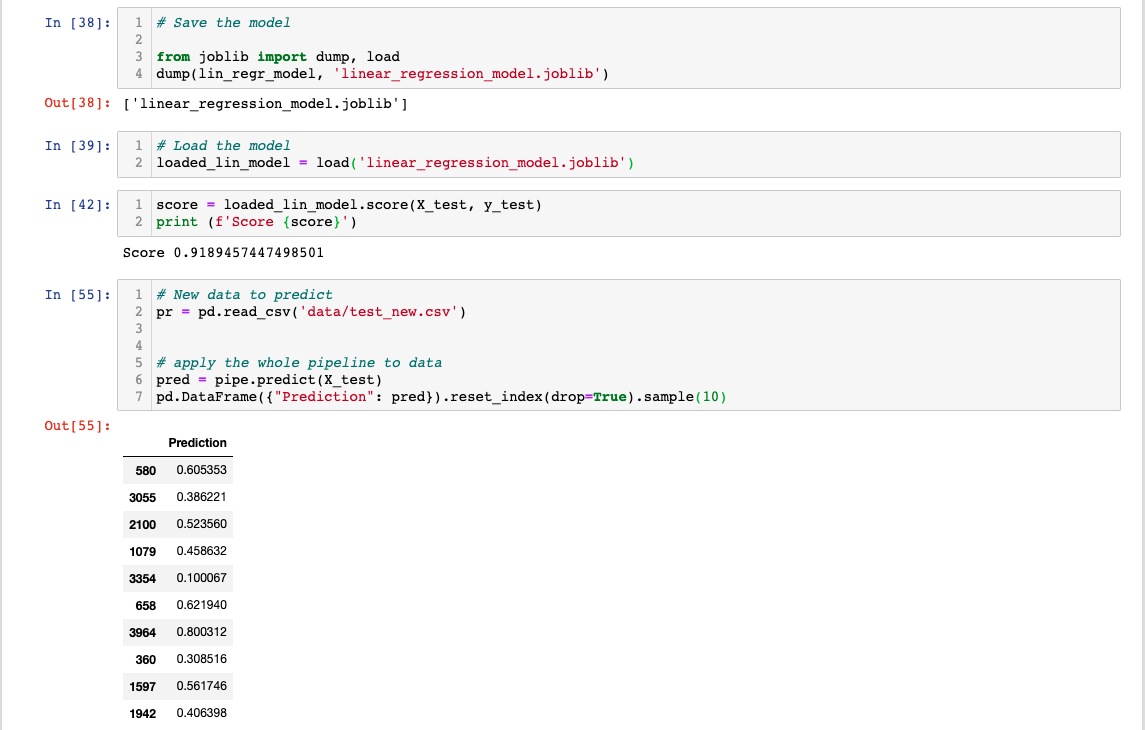 In [38]:
1 # Save the model
2
3 from joblib import dump, load
4 dump(lin_regr_model, 'linear_regression_model.joblib')
Out[38]: ['linear_regression_model.joblib']
In [39]:
1 # Load the model
2 loaded_lin_model = load('linear_regression_model.joblib')
In [42]:
1 score = loaded_lin_model.score(X_test, y_test)
2 print (f'Score {score}')
Score 0.9189457447498501
In [55]:
1 # New data to predict
2 pr = pd.read_csv('data/test_new.csv')
3
4
5 # apply the whole pipeline to data
6 pred = pipe.predict(X_test)
7 pd.DataFrame({"Prediction": pred}).reset_index(drop=True).sample(10)
Out[55]:
Prediction
580 0.605353
3055 0.386221
2100 0.523560
1079 0.458632
3354 0.100067
658 0.621940
3964 0.800312
360 0.308516
1597 0.561746
1942 0.406398